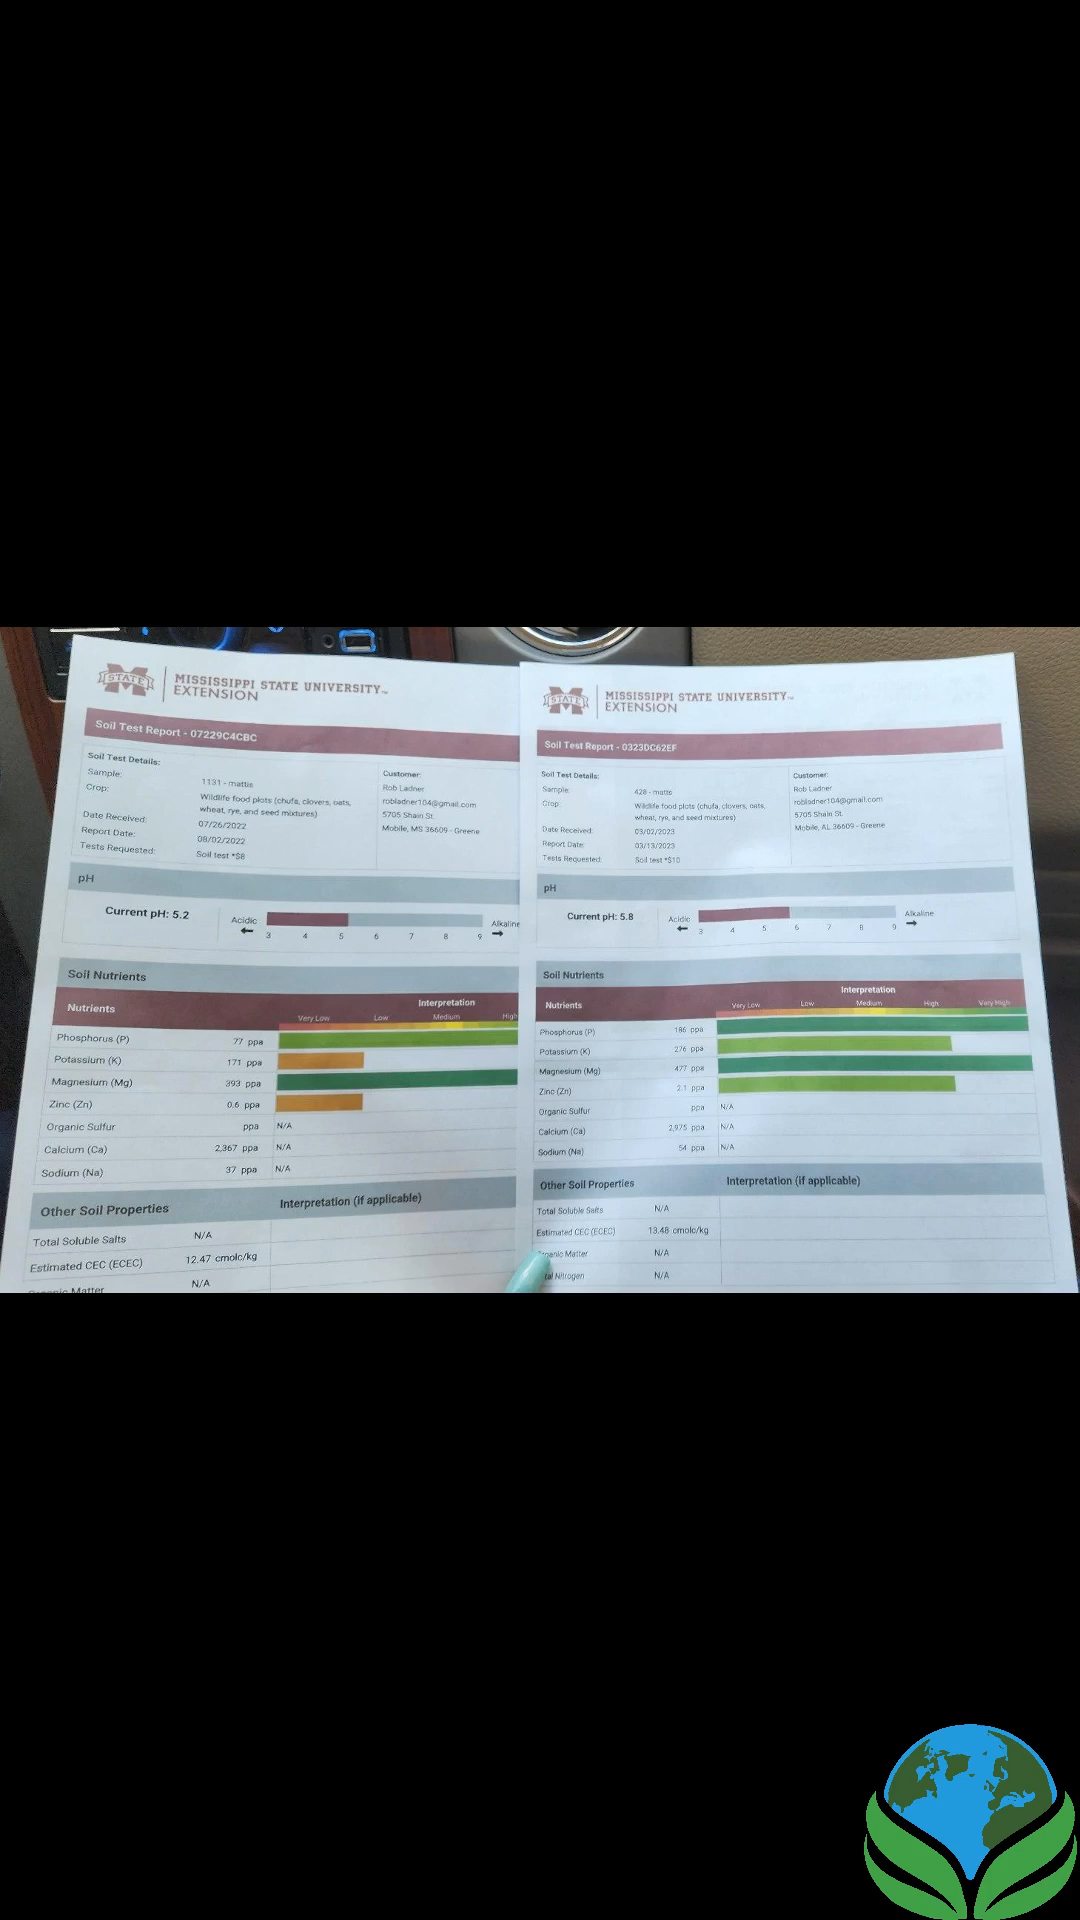 STATE
MISSISSIPPI STATE UNIVERSITY™
EXTENSION
Soil Test Report - 07229C4CBC
Soil Test Details:
Sample: 1131 - mattie
Crop: Wildlife food plots (chufa, clovers, oats,
wheat, rye, and seed mixtures)
Date Received: 07/26/2022
Report Date: 08/02/2022
Tests Requested: Soil test *$8
Customer:
Rob Ladner
robladner104@gmail.com
5705 Shain St.
Mobile, MS 36609 - Greene
pH
Current pH: 5.2
Acidic
3 4 5 6 7 8 9
Alkaline
Soil Nutrients
Nutrients
Interpretation
Very Low Low Medium High
Phosphorus (P) 77 ppa
Potassium (K) 171 ppa
Magnesium (Mg) 393 ppa
Zinc (Zn) 0.6 ppa
Organic Sulfur ppa N/A
Calcium (Ca) 2,367 ppa N/A
Sodium (Na) 37 ppa N/A
Other Soil Properties Interpretation (if applicable)
Total Soluble Salts N/A
Estimated CEC (ECEC) 12.47 cmolc/kg
Organic Matter N/A
STATE
MISSISSIPPI STATE UNIVERSITY™
EXTENSION
Soil Test Report - 0323DC62EF
Soil Test Details:
Sample: 428 - matte
Crop: Wildlife food plots (chufa, clovers, oats,
wheat, rye, and seed mixtures)
Date Received: 03/02/2023
Report Date: 03/13/2023
Tests Requested: Soil test *$10
Customer:
Rob Ladner
robladner104@gmail.com
5705 Shain St.
Mobile, AL 36609 - Greene
pH
Current pH: 5.8
Acidic
3 4 5 6 7 8 9
Alkaline
Soil Nutrients
Nutrients
Interpretation
Very Low Low Medium High Very High
Phosphorus (P) 186 ppa
Potassium (K) 276 ppa
Magnesium (Mg) 477 ppa
Zinc (Zn) 2.1 ppa
Organic Sulfur ppa N/A
Calcium (Ca) 2,975 ppa N/A
Sodium (Na) 54 ppa N/A
Other Soil Properties Interpretation (if applicable)
Total Soluble Salts N/A
Estimated CEC (ECEC) 13.48 cmolc/kg
Organic Matter N/A
tal Nitrogen N/A